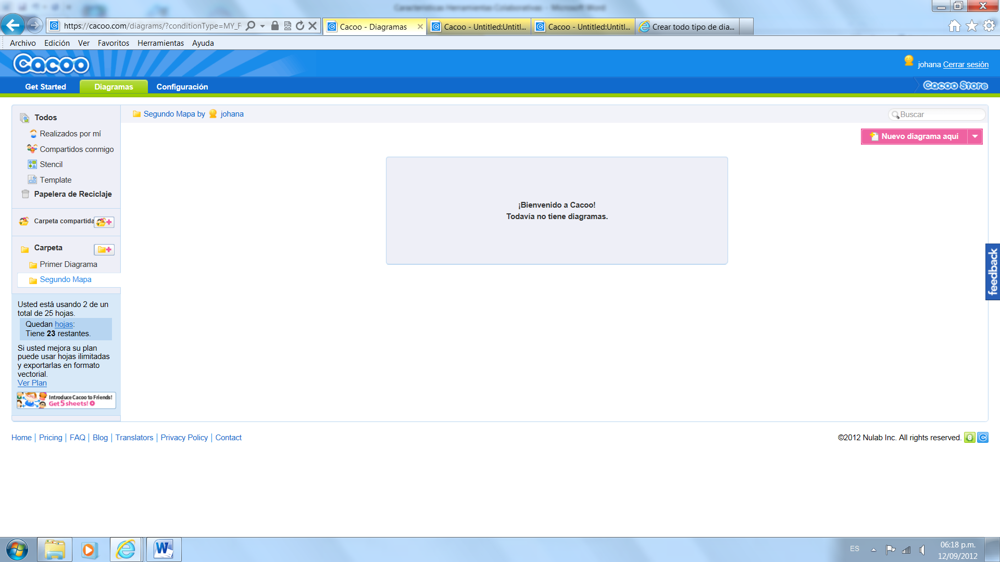 Características Herramientas Colaborativas - Microsoft Word
https://cacoo.com/diagrams/?conditionType=MY_F
Cacoo - Diagramas
Cacoo - Untitled:Untitl...
Cacoo - Untitled:Untitl...
Crear todo tipo de dia...
Archivo Edición Ver Favoritos Herramientas Ayuda
Cacoo
johana Cerrar sesión
Get Started Diagramas Configuración
Cacoo Store
Todos
Realizados por mí
Compartidos conmigo
Stencil
Template
Papelera de Reciclaje
Carpeta compartida
Carpeta
Primer Diagrama
Segundo Mapa
Usted está usando 2 de un
total de 25 hojas.
Quedan hojas:
Tiene 23 restantes.
Si usted mejora su plan
puede usar hojas ilimitadas
y exportarlas en formato
vectorial.
Ver Plan
Introduce Cacoo to Friends!
Get 5 sheets!
Segundo Mapa by johana
Buscar
Nuevo diagrama aquí
¡Bienvenido a Cacoo!
Todavía no tiene diagramas.
feedback
Home | Pricing | FAQ | Blog | Translators | Privacy Policy | Contact
©2012 Nulab Inc. All rights reserved.
ES
06:18 p.m.
12/09/2012